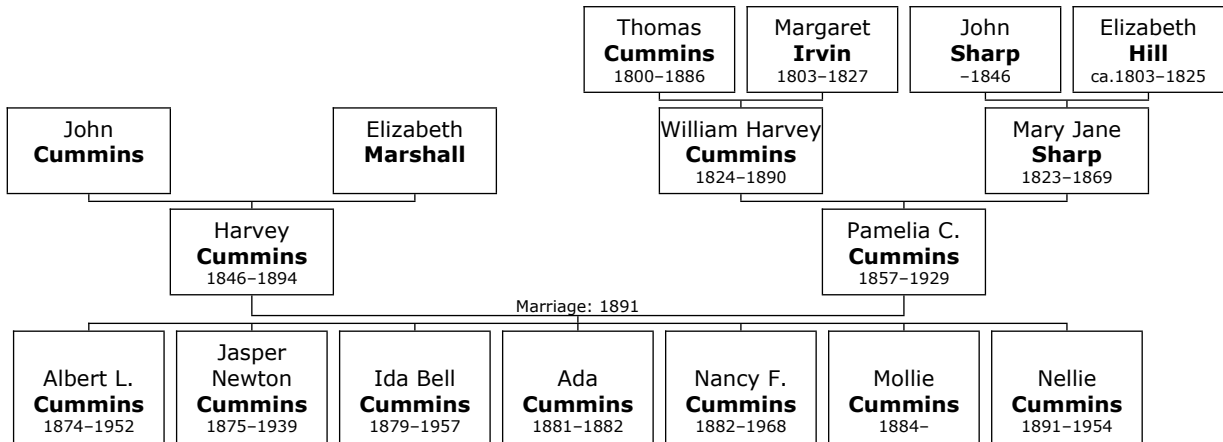 Thomas
Cummins
1800–1886
Margaret
Irvin
1803–1827
John
Sharp
–1846
Elizabeth
Hill
ca.1803–1825
John
Cummins
Elizabeth
Marshall
William Harvey
Cummins
1824–1890
Mary Jane
Sharp
1823–1869
Harvey
Cummins
1846–1894
Pamelia C.
Cummins
1857–1929
Marriage: 1891
Albert L.
Cummins
1874–1952
Jasper
Newton
Cummins
1875–1939
Ida Bell
Cummins
1879–1957
Ada
Cummins
1881–1882
Nancy F.
Cummins
1882–1968
Mollie
Cummins
1884–
Nellie
Cummins
1891–1954